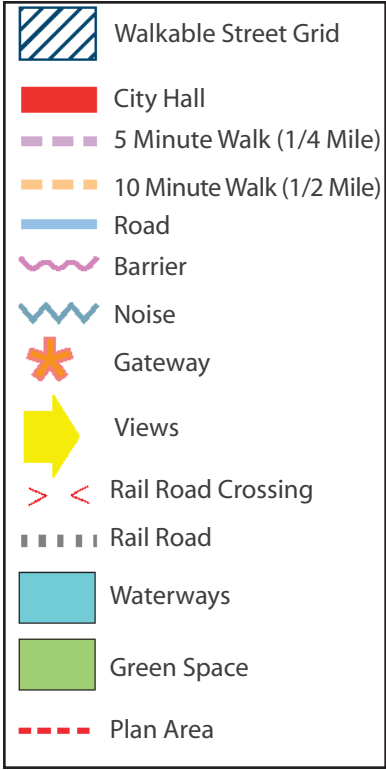 Walkable Street Grid
City Hall
5 Minute Walk (1/4 Mile)
10 Minute Walk (1/2 Mile)
Road
Barrier
Noise
Gateway
Views
Rail Road Crossing
Rail Road
Waterways
Green Space
Plan Area